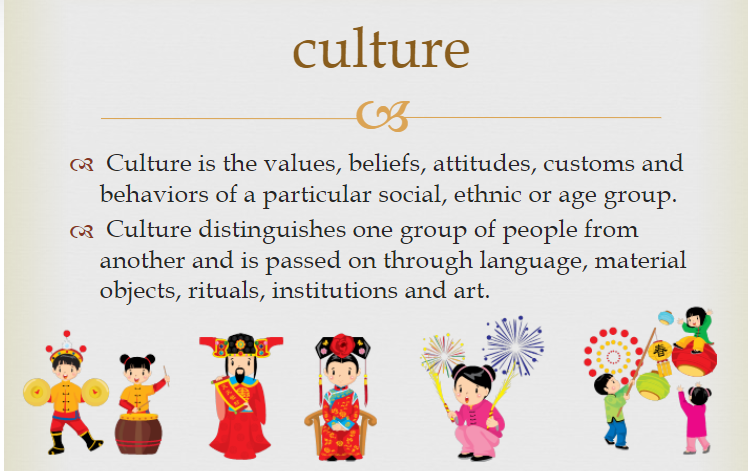 culture
Culture is the values, beliefs, attitudes, customs and
behaviors of a particular social, ethnic or age group.
Culture distinguishes one group of people from
another and is passed on through language, material
objects, rituals, institutions and art.
春